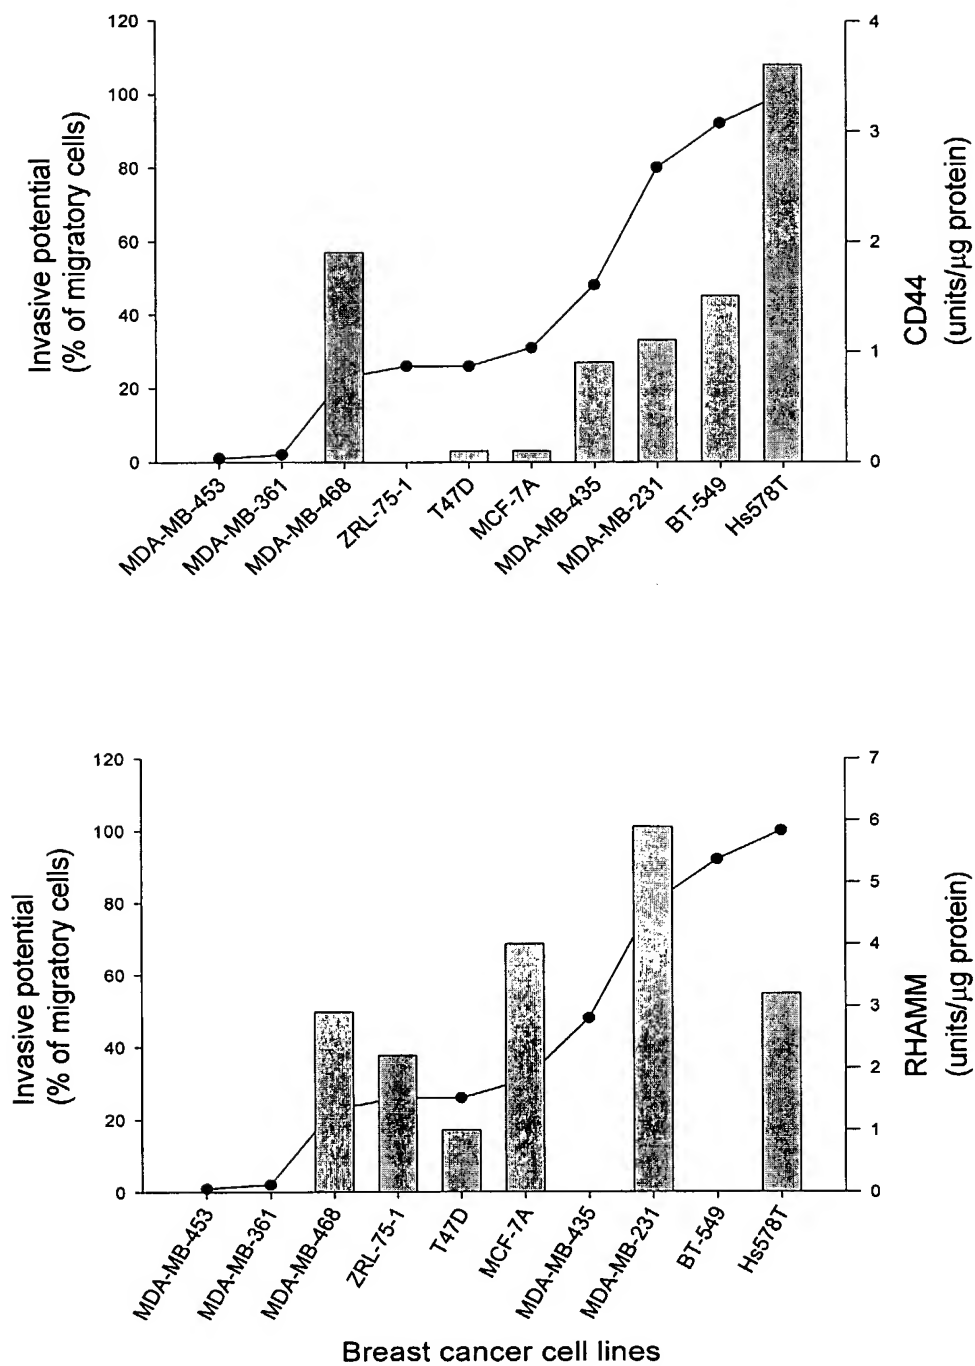 120
100
80
60
40
20
0
Invasive potential
(% of migratory cells)
4
3
2
1
0
CD44
(units/µg protein)
MDA-MB-453
MDA-MB-361
MDA-MB-468
ZRL-75-1
T47D
MCF-7A
MDA-MB-435
MDA-MB-231
BT-549
Hs578T
120
100
80
60
40
20
0
Invasive potential
(% of migratory cells)
7
6
5
4
3
2
1
0
RHAMM
(units/µg protein)
MDA-MB-453
MDA-MB-361
MDA-MB-468
ZRL-75-1
T47D
MCF-7A
MDA-MB-435
MDA-MB-231
BT-549
Hs578T
Breast cancer cell lines